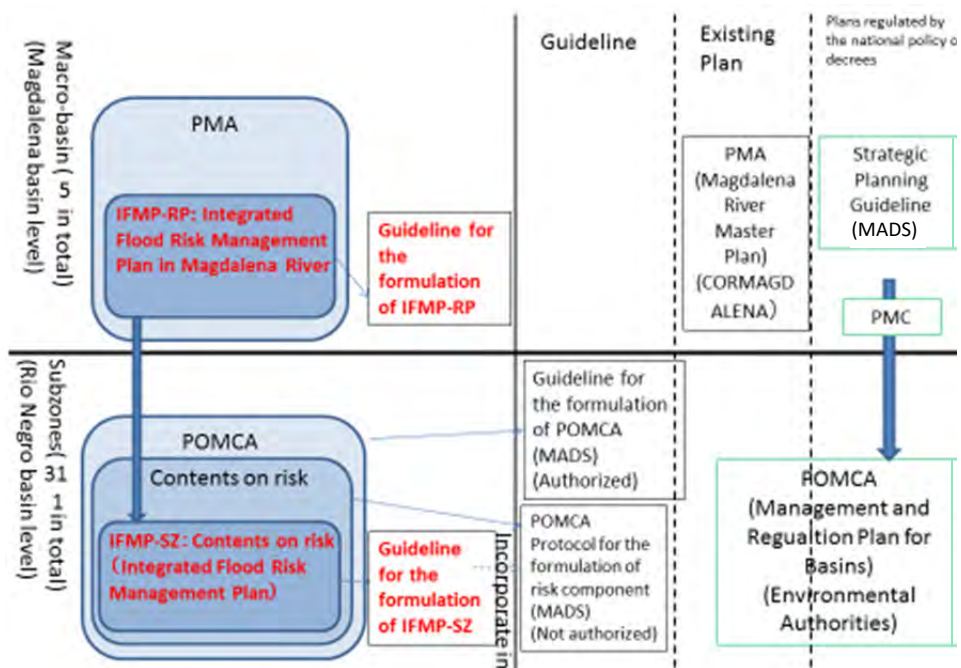 Macro-basin( 5 in total)
(Magdalena basin level)
PMA
IFMP-RP: Integrated
Flood Risk Management
Plan in Magdalena River
Guideline for
the
formulation
of IFMP-RP
Guideline
Existing
Plan
Plans regulated by
the national policy o
decrees
PMA
(Magdalena
River
Master
Plan)
(CORMAGD
ALENA)
Strategic
Planning
Guideline
(MADS)
PMC
Subzones( 31 1 in total)
(Rio Negro basin level)
POMCA
Contents on risk
IFMP-SZ: Contents on risk
(Integrated Flood Risk
Management Plan)
Guideline
for the
formulation
of IFMP-SZ
Incorporate in
Guideline for
the formulation
of POMCA
(MADS)
(Authorized)
POMCA
Protocol for the
formulation of
risk component
(MADS)
(Not authorized)
POMCA
(Management and
Regualtion Plan for
Basins)
(Environmental
Authorities)